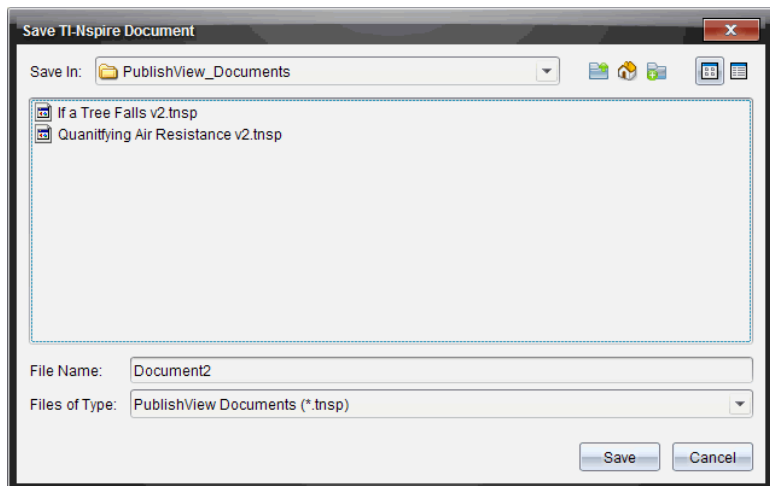 Save TI-Nspire Document
Save In: PublishView_Documents
If a Tree Falls v2.tnsp
Quanitfying Air Resistance v2.tnsp
File Name: Document2
Files of Type: PublishView Documents (*.tnsp)
Save Cancel